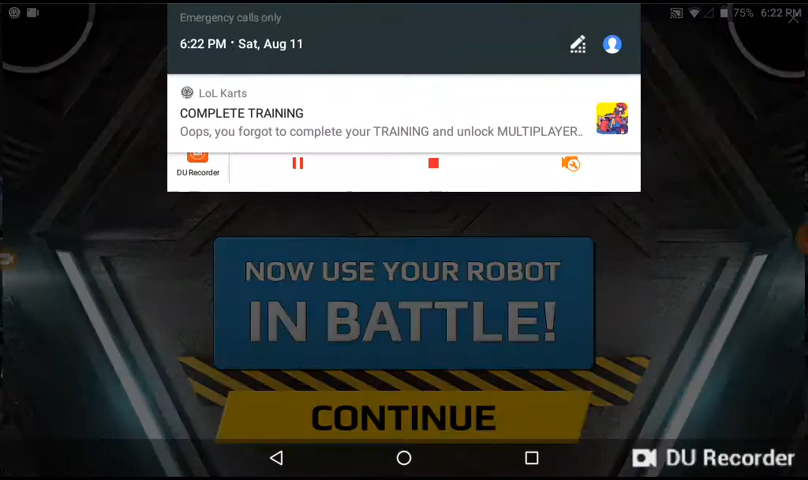 Emergency calls only
75% 6:22 PM
6:22 PM • Sat, Aug 11
LoL Karts
COMPLETE TRAINING
Oops, you forgot to complete your TRAINING and unlock MULTIPLAYER..
DU Recorder
NOW USE YOUR ROBOT
IN BATTLE!
CONTINUE
DU Recorder